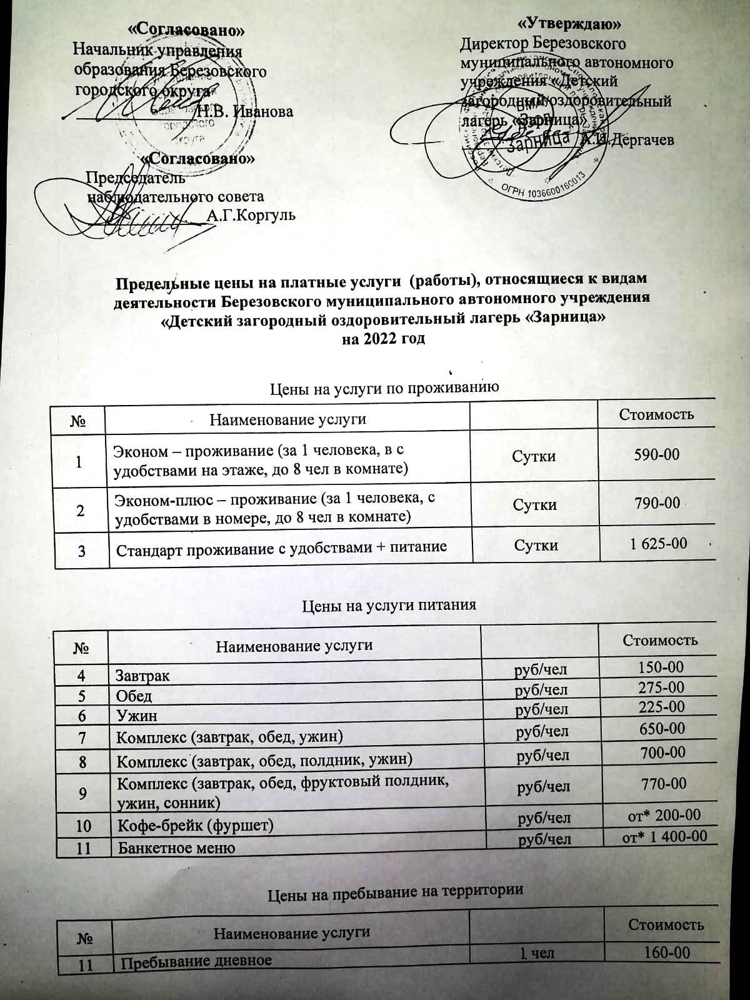 «Согласовано»
Начальник управления
образования Березовского
городского округа
Н.В. Иванова
«Согласовано»
Председатель
наблюдательного совета
А.Г.Коргуль
«Утверждаю»
Директор Березовского
муниципального автономного
учреждения «Детский
загородный оздоровительный
лагерь «Зарница»
А.И.Дергачев
БМАУ
ДЗОЛ
Зарница
ОГРН 1036600160013
Предельные цены на платные услуги (работы), относящиеся к видам
деятельности Березовского муниципального автономного учреждения
«Детский загородный оздоровительный лагерь «Зарница»
на 2022 год
Цены на услуги по проживанию
№ Наименование услуги Стоимость
1 Эконом – проживание (за 1 человека, в с
удобствами на этаже, до 8 чел в комнате) Сутки 590-00
2 Эконом-плюс – проживание (за 1 человека, с
удобствами в номере, до 8 чел в комнате) Сутки 790-00
3 Стандарт проживание с удобствами + питание Сутки 1 625-00
Цены на услуги питания
№ Наименование услуги Стоимость
4 Завтрак руб/чел 150-00
5 Обед руб/чел 275-00
6 Ужин руб/чел 225-00
7 Комплекс (завтрак, обед, ужин) руб/чел 650-00
8 Комплекс (завтрак, обед, полдник, ужин) руб/чел 700-00
9 Комплекс (завтрак, обед, фруктовый полдник,
ужин, сонник) руб/чел 770-00
10 Кофе-брейк (фуршет) руб/чел от* 200-00
11 Банкетное меню руб/чел от* 1 400-00
Цены на пребывание на территории
№ Наименование услуги Стоимость
11 Пребывание дневное 1 чел 160-00